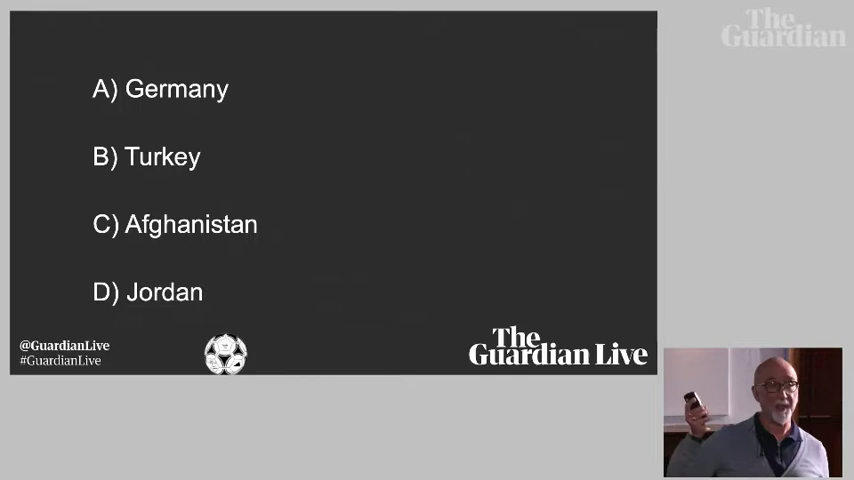 The
Guardian
A) Germany
B) Turkey
C) Afghanistan
D) Jordan
@GuardianLive
#GuardianLive
The
Guardian Live